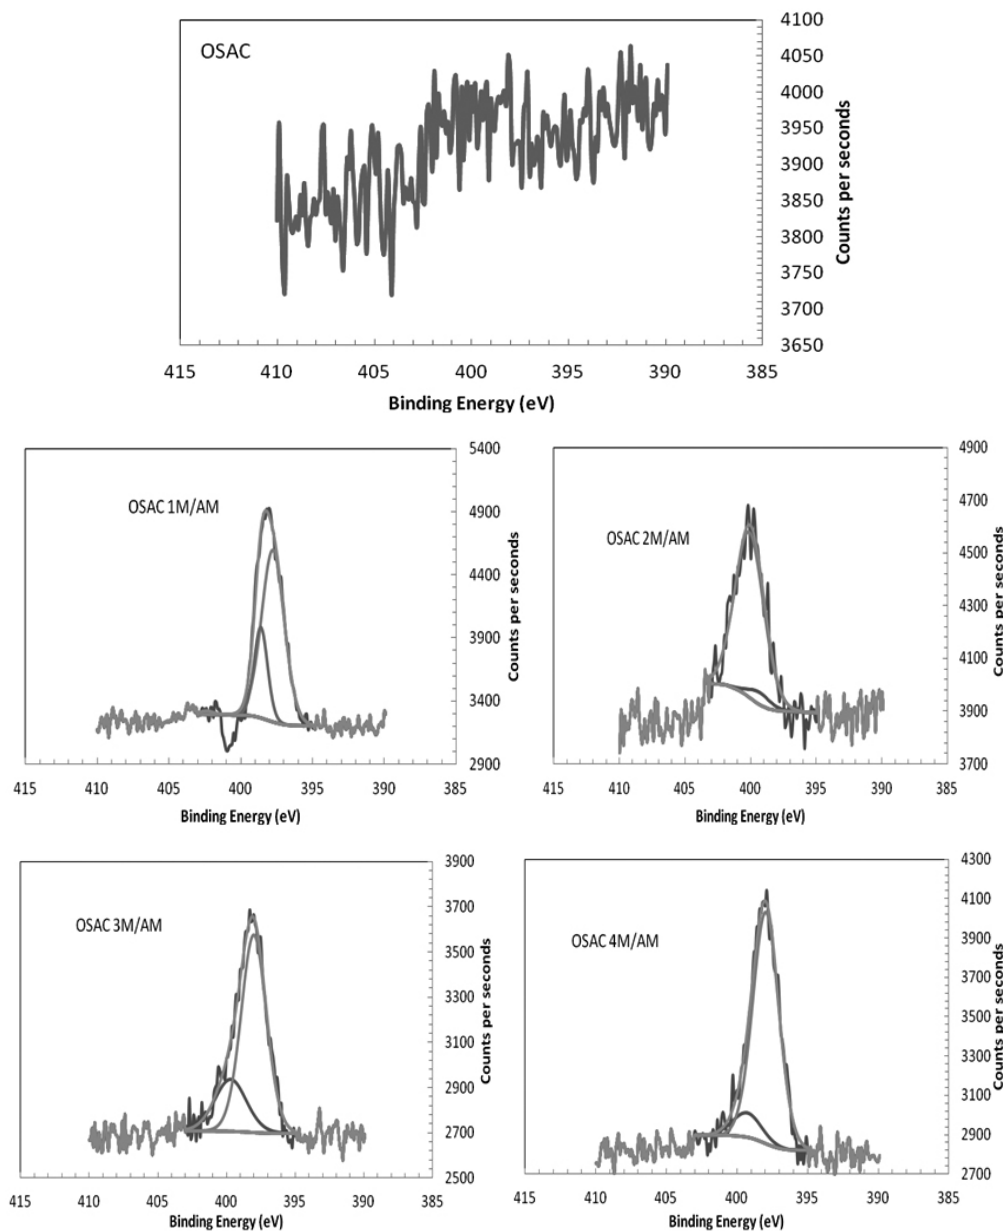 OSAC
4100
4050
4000
3950
3900
3850
3800
3750
3700
3650
Counts per seconds
415 410 405 400 395 390 385
Binding Energy (eV)
OSAC 1M/AM
5400
4900
4400
3900
3400
2900
Counts per seconds
415 410 405 400 395 390 385
Binding Energy (eV)
OSAC 2M/AM
4900
4700
4500
4300
4100
3900
3700
Counts per seconds
415 410 405 400 395 390 385
Binding Energy (eV)
OSAC 3M/AM
3900
3700
3500
3300
3100
2900
2700
2500
Counts per seconds
415 410 405 400 395 390 385
Binding Energy (eV)
OSAC 4M/AM
4300
4100
3900
3700
3500
3300
3100
2900
2700
Counts per seconds
415 410 405 400 395 390 385
Binding Energy (eV)